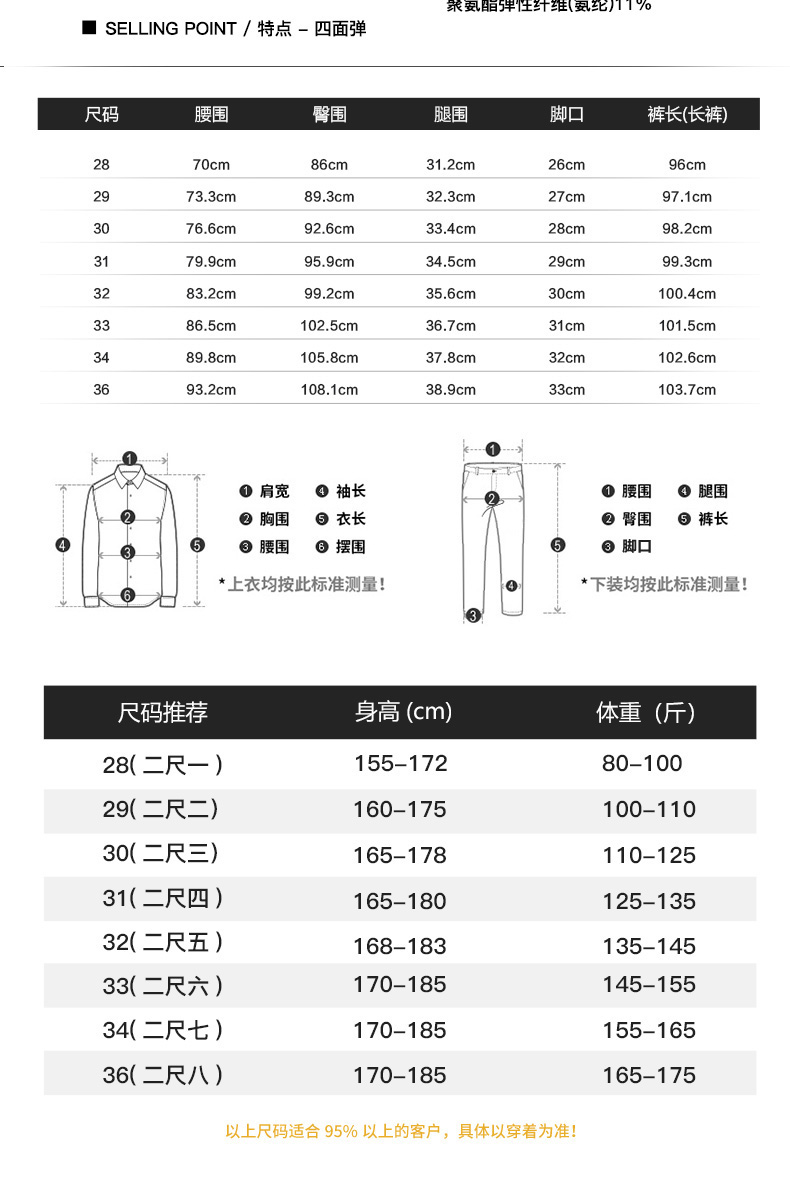 聚氨酯弹性纤维(氨纶)11%
■ SELLING POINT / 特点 – 四面弹
尺码 腰围 臀围 腿围 脚口 裤长(长裤)
28 70cm 86cm 31.2cm 26cm 96cm
29 73.3cm 89.3cm 32.3cm 27cm 97.1cm
30 76.6cm 92.6cm 33.4cm 28cm 98.2cm
31 79.9cm 95.9cm 34.5cm 29cm 99.3cm
32 83.2cm 99.2cm 35.6cm 30cm 100.4cm
33 86.5cm 102.5cm 36.7cm 31cm 101.5cm
34 89.8cm 105.8cm 37.8cm 32cm 102.6cm
36 93.2cm 108.1cm 38.9cm 33cm 103.7cm
1
2
3
4
5
6
❶ 肩宽 ❹ 袖长
❷ 胸围 ❺ 衣长
❸ 腰围 ❻ 摆围
*上衣均按此标准测量!
1
2
3
4
5
❶ 腰围 ❹ 腿围
❷ 臀围 ❺ 裤长
❸ 脚口
*下装均按此标准测量!
尺码推荐 身高 (cm) 体重（斤）
28( 二尺一 ) 155–172 80–100
29( 二尺二) 160–175 100–110
30( 二尺三) 165–178 110–125
31( 二尺四 ) 165–180 125–135
32( 二尺五 ) 168–183 135–145
33( 二尺六 ) 170–185 145–155
34( 二尺七 ) 170–185 155–165
36( 二尺八 ) 170–185 165–175
以上尺码适合 95% 以上的客户，具体以穿着为准！